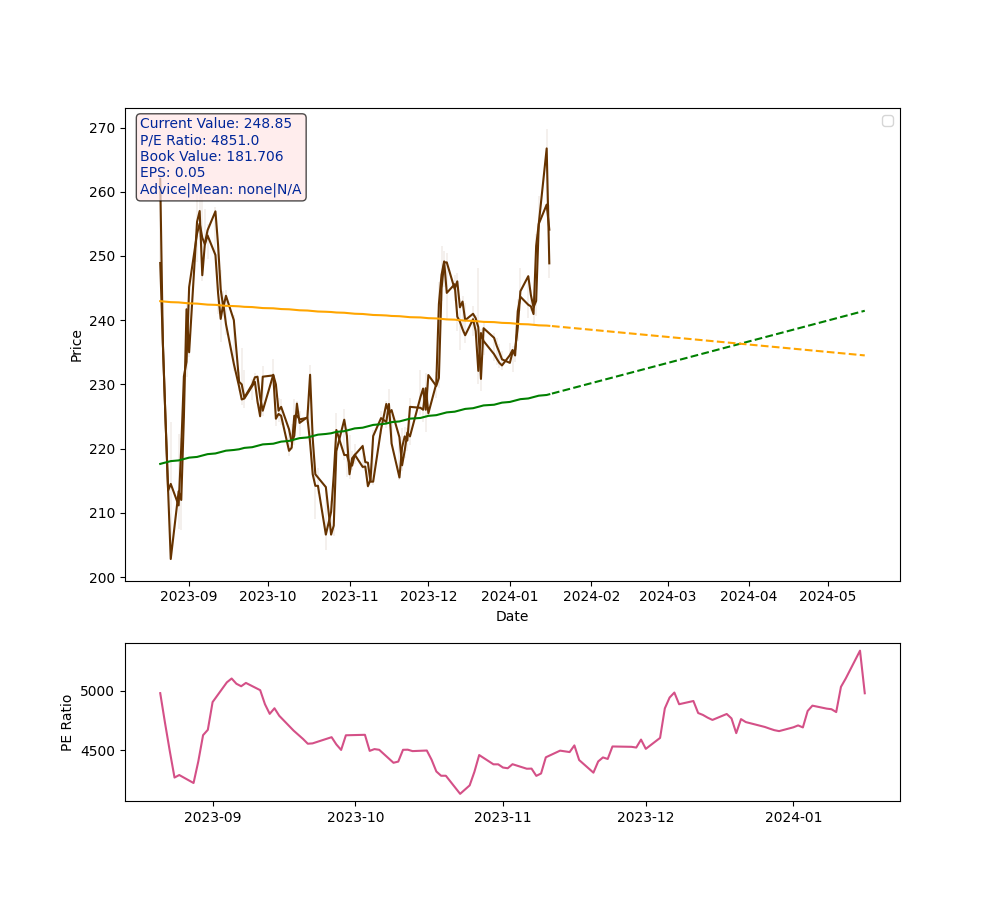 Current Value: 248.85
P/E Ratio: 4851.0
Book Value: 181.706
EPS: 0.05
Advice|Mean: none|N/A
270
260
250
240
230
220
210
200
Price
2023-09 2023-10 2023-11 2023-12 2024-01 2024-02 2024-03 2024-04 2024-05
Date
5000
4500
PE Ratio
2023-09 2023-10 2023-11 2023-12 2024-01